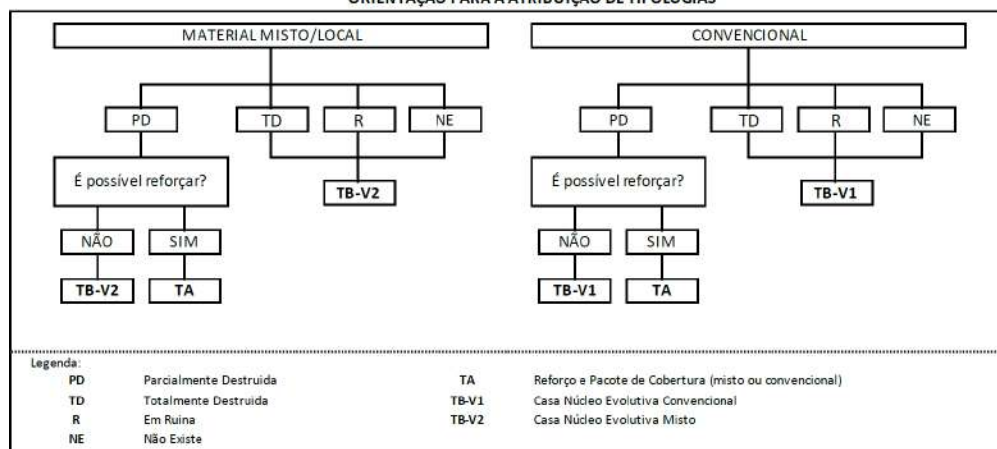 ORIENTAÇÃO PARA A ATRIBUIÇÃO DE TIPOLOGIAS
MATERIAL MISTO/LOCAL
PD TD R NE
É possível reforçar?
TB-V2
NÃO SIM
TB-V2 TA
CONVENCIONAL
PD TD R NE
É possível reforçar?
TB-V1
NÃO SIM
TB-V1 TA
Legenda:
PD Parcialmente Destruida
TD Totalmente Destruida
R Em Ruina
NE Não Existe
TA Reforço e Pacote de Cobertura (misto ou convencional)
TB-V1 Casa Núcleo Evolutiva Convencional
TB-V2 Casa Núcleo Evolutiva Misto